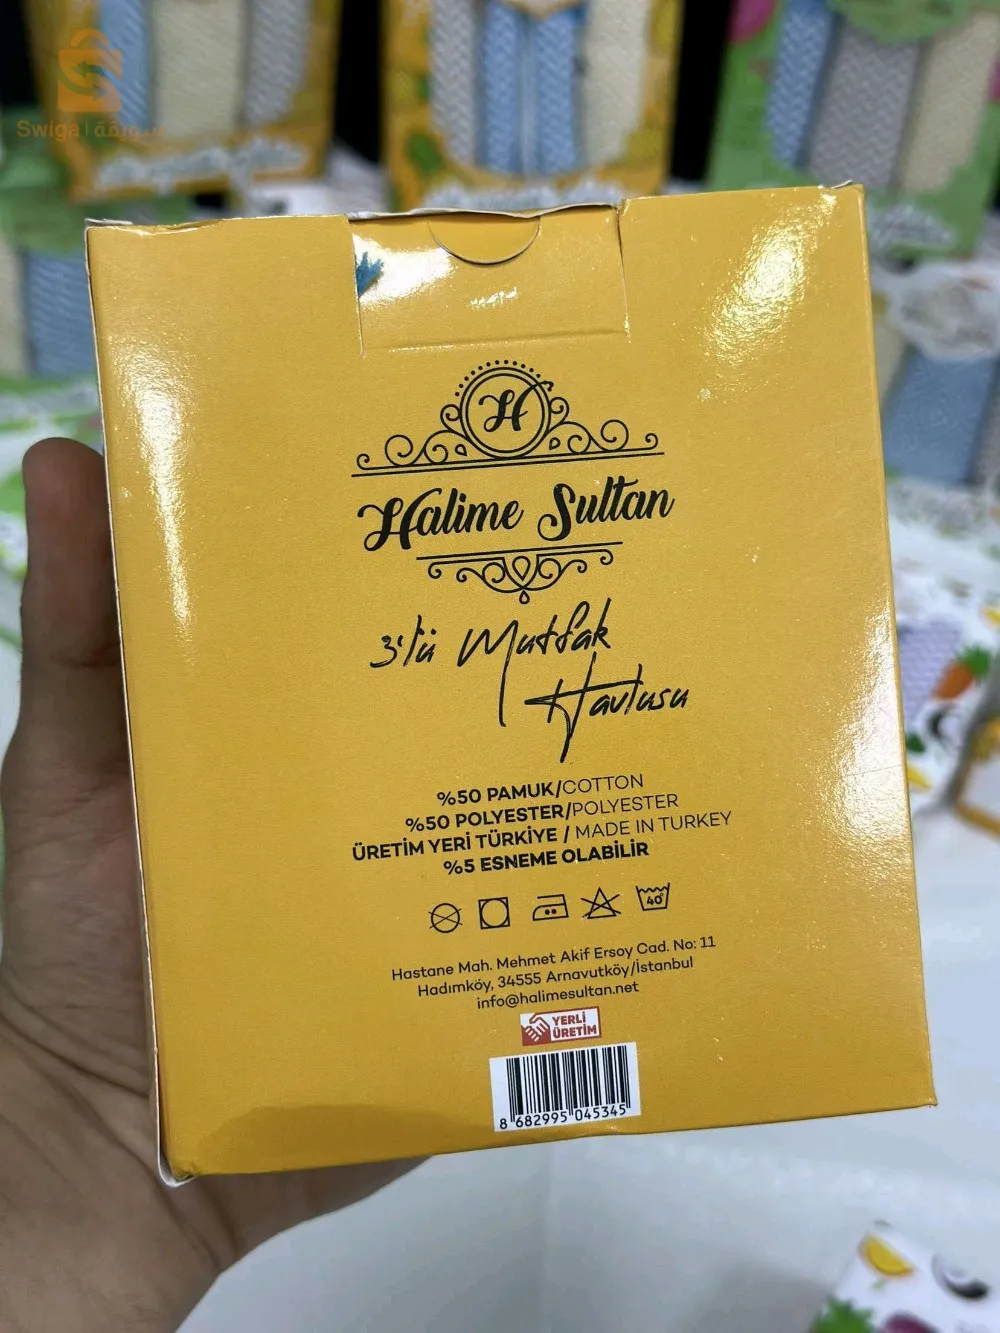 Swiga | سويقة
H
Halime Sultan
3'lü Mutfak
Havlusu
%50 PAMUK/COTTON
%50 POLYESTER/POLYESTER
ÜRETİM YERİ TÜRKİYE / MADE IN TURKEY
%5 ESNEME OLABİLİR
40°
Hastane Mah. Mehmet Akif Ersoy Cad. No: 11
Hadımköy, 34555 Arnavutköy/İstanbul
info@halimesultan.net
YERLİ
ÜRETİM
8 682995 045345